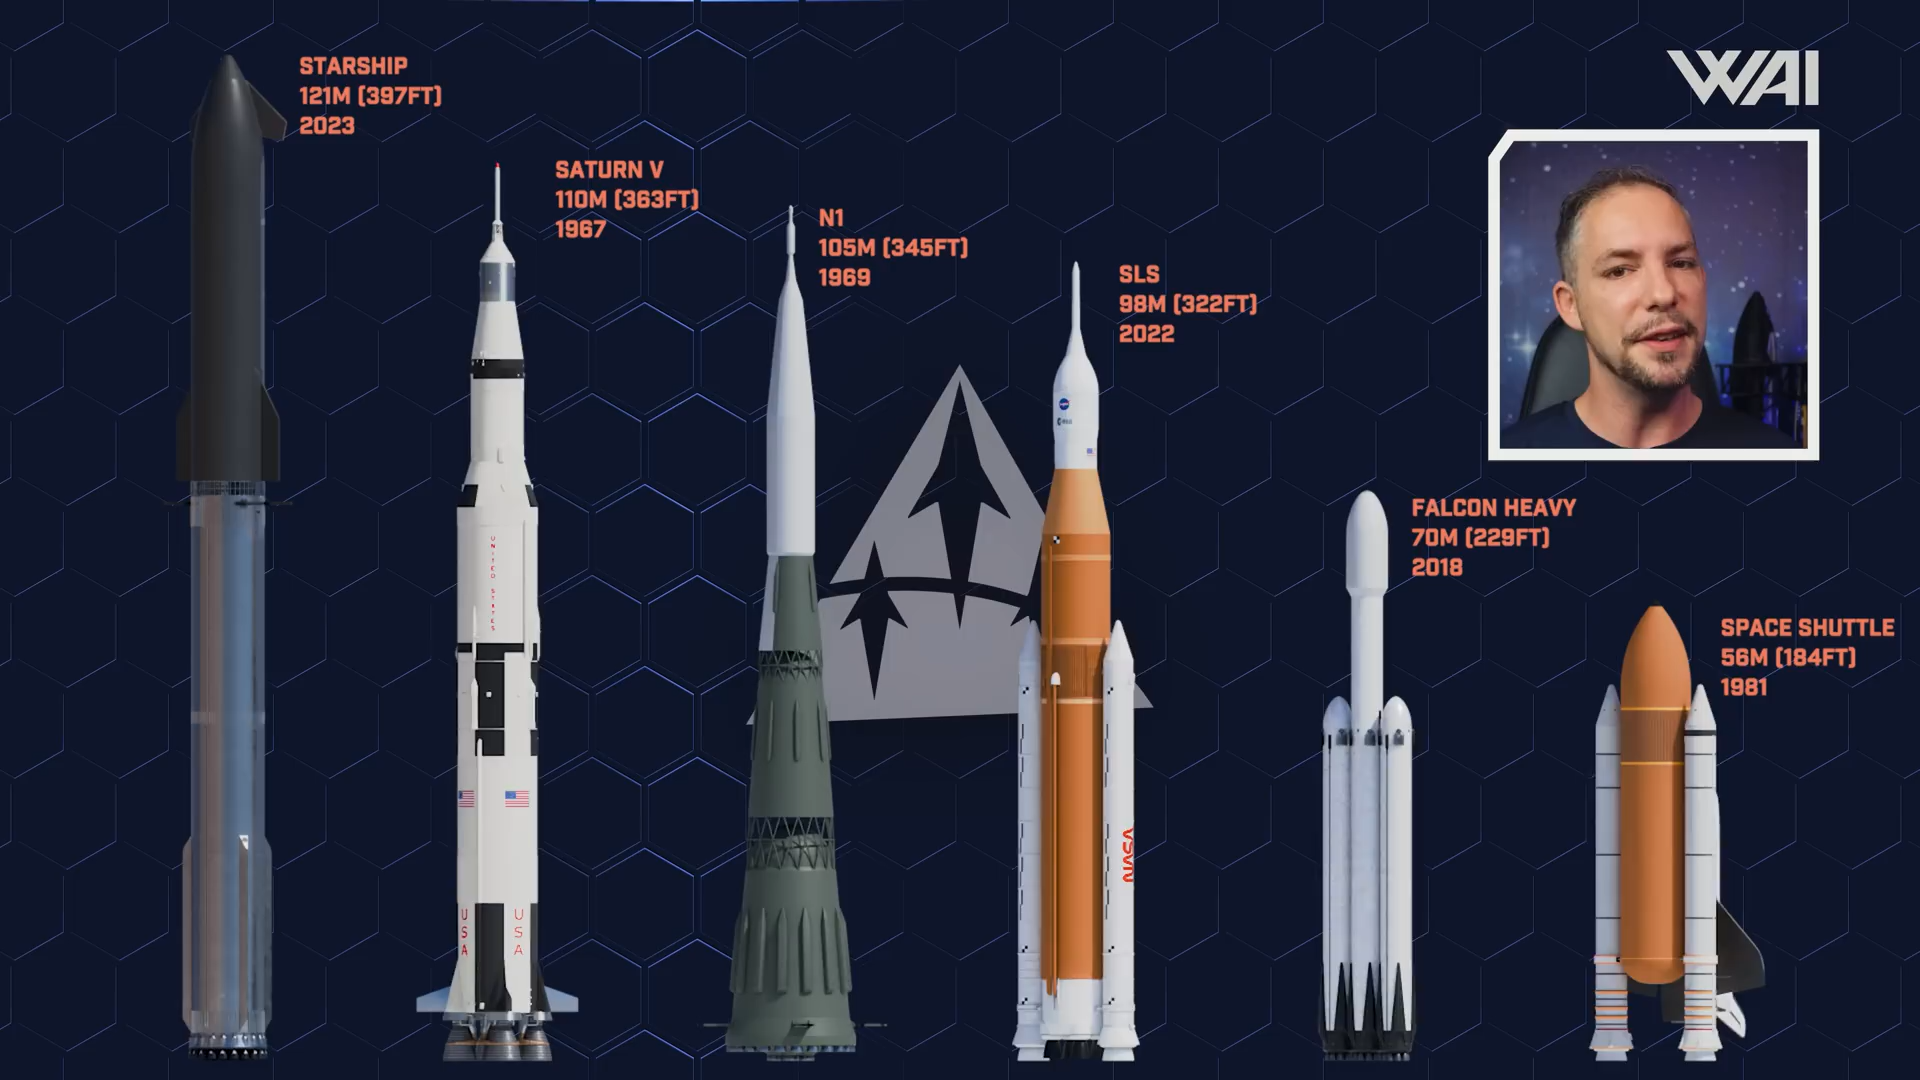 STARSHIP
121M (397FT)
2023
SATURN V
110M (363FT)
1967
N1
105M (345FT)
1969
SLS
98M (322FT)
2022
FALCON HEAVY
70M (229FT)
2018
SPACE SHUTTLE
56M (184FT)
1981
WAI
UNITED STATES
USA
USA
NASA